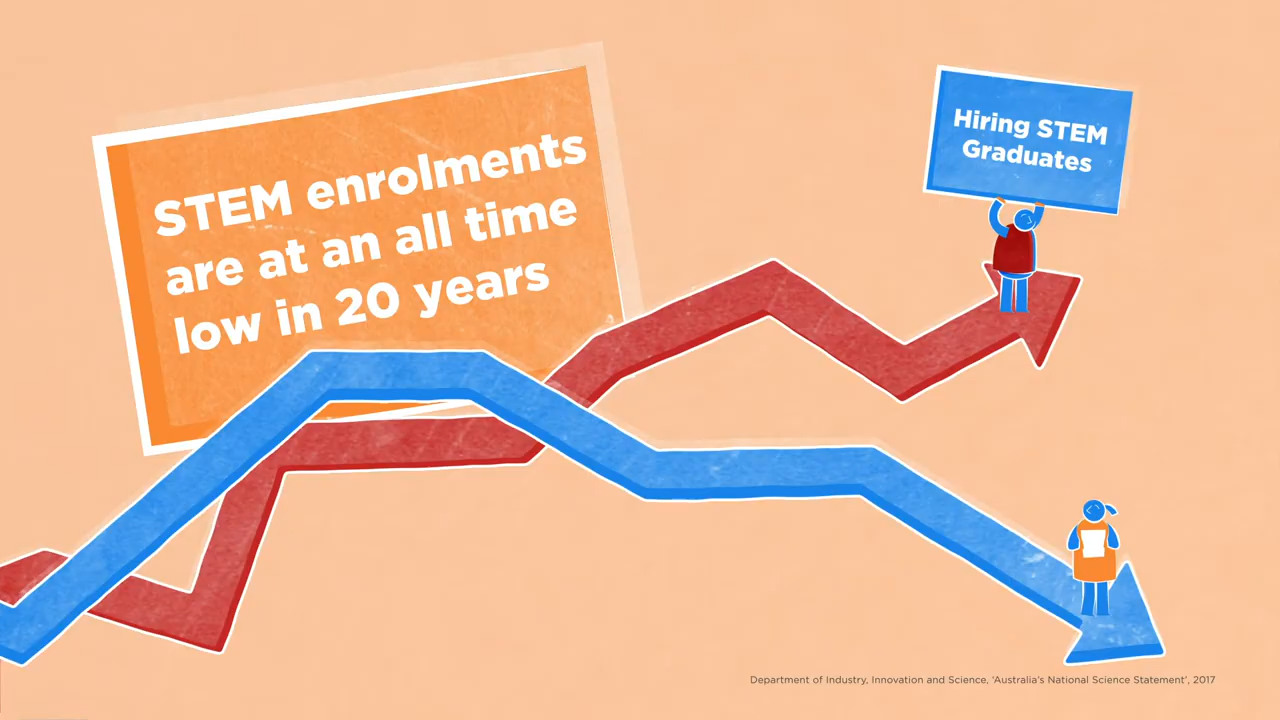 STEM enrolments
are at an all time
low in 20 years
Hiring STEM
Graduates
Department of Industry, Innovation and Science, ‘Australia’s National Science Statement’, 2017